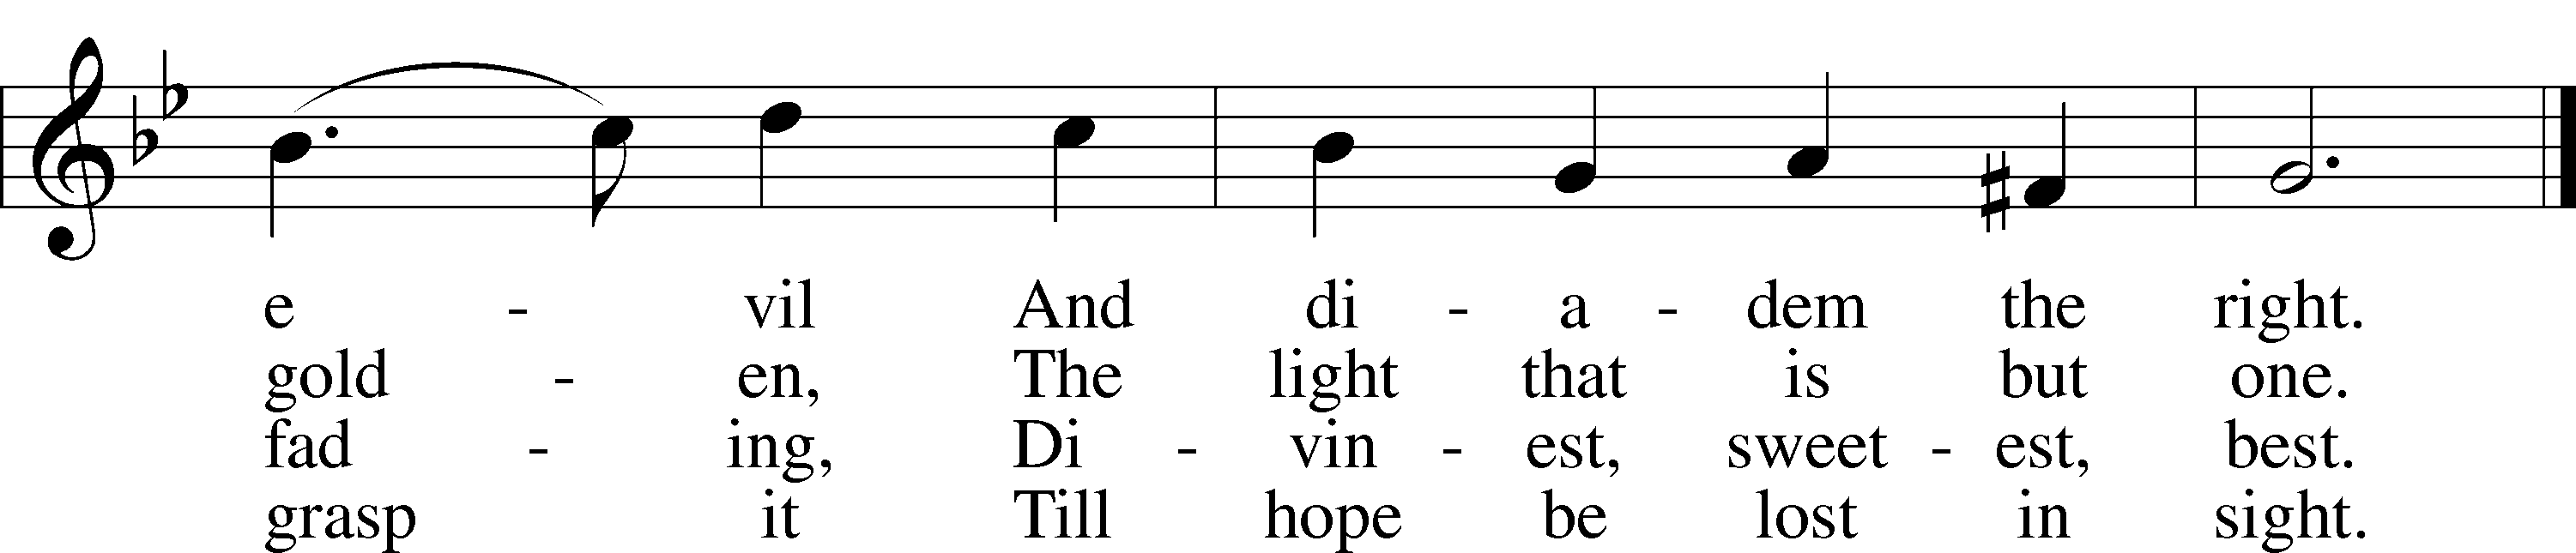 e - vil And di - a - dem the right.
gold - en, The light that is but one.
fad - ing, Di - vin - est, sweet - est, best.
grasp it Till hope be lost in sight.